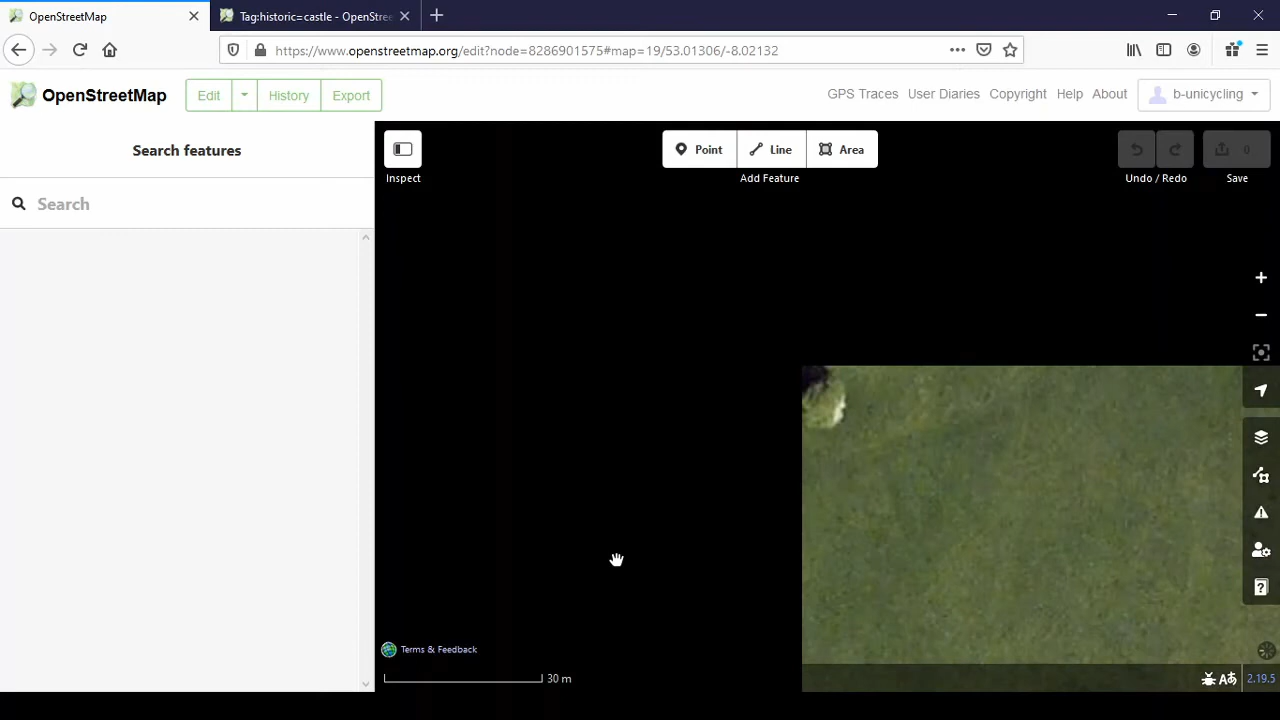 OpenStreetMap
Tag:historic=castle - OpenStre
https://www.openstreetmap.org/edit?node=8286901575#map=19/53.01306/-8.02132
OpenStreetMap
Edit
History
Export
GPS Traces
User Diaries
Copyright
Help
About
b-unicycling
Search features
Point
Line
Area
0
Inspect
Add Feature
Undo / Redo
Save
Search
Terms & Feedback
30 m
2.19.5